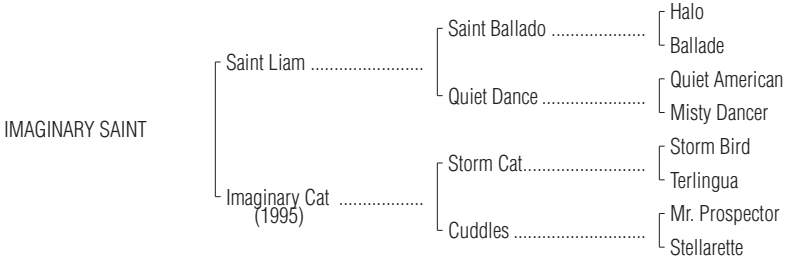 Halo
Saint Ballado ....................
Ballade
Saint Liam ........................
Quiet American
Quiet Dance ......................
Misty Dancer
IMAGINARY SAINT
Storm Bird
Storm Cat..........................
Terlingua
Imaginary Cat ..................
(1995)
Mr. Prospector
Cuddles ............................
Stellarette